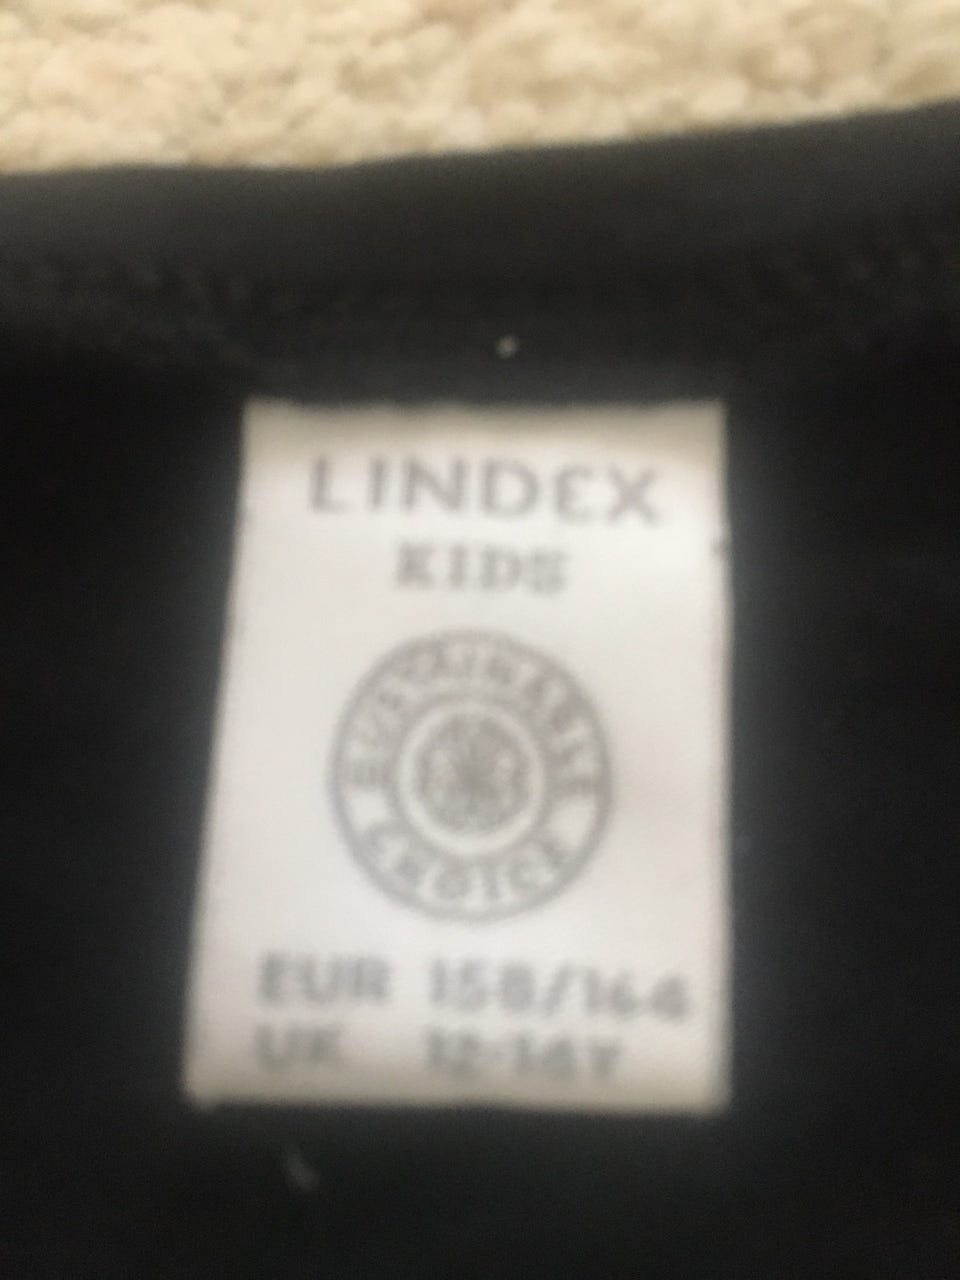 LINDEX
KIDS
SUSTAINABLE
CHOICE
EUR 158/164
UK 12-14Y